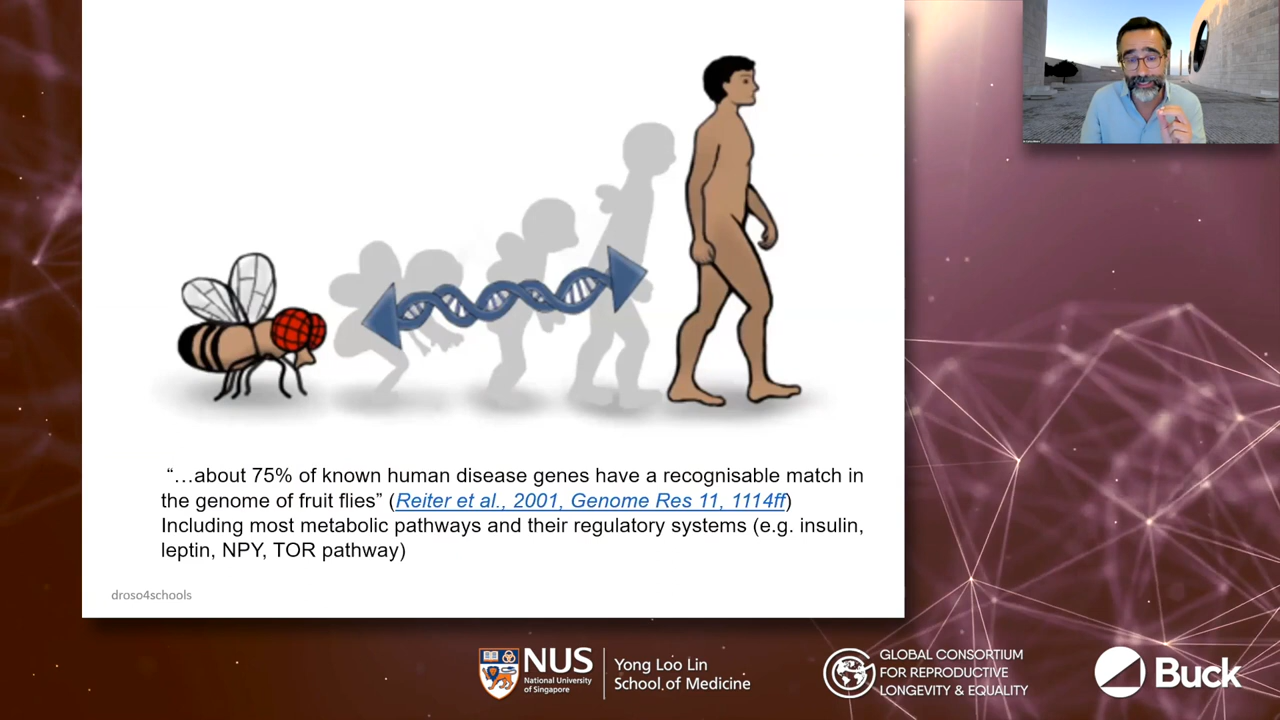 “…about 75% of known human disease genes have a recognisable match in
the genome of fruit flies” (Reiter et al., 2001, Genome Res 11, 1114ff)
Including most metabolic pathways and their regulatory systems (e.g. insulin,
leptin, NPY, TOR pathway)
droso4schools
NUS
National University
of Singapore
Yong Loo Lin
School of Medicine
GLOBAL CONSORTIUM
FOR REPRODUCTIVE
LONGEVITY & EQUALITY
Buck